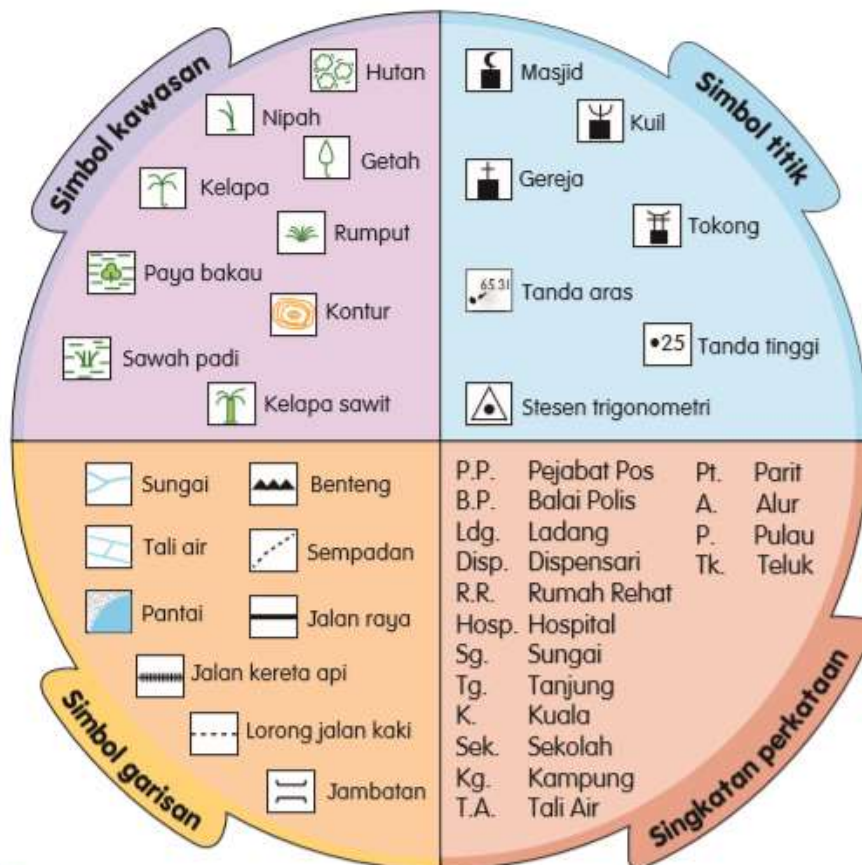 Simbol kawasan
Hutan
Nipah
Getah
Kelapa
Rumput
Paya bakau
Kontur
Sawah padi
Kelapa sawit
Simbol titik
Masjid
Kuil
Gereja
Tokong
65.31 Tanda aras
•25 Tanda tinggi
Stesen trigonometri
Simbol garisan
Sungai
Benteng
Tali air
Sempadan
Pantai
Jalan raya
Jalan kereta api
Lorong jalan kaki
Jambatan
Singkatan perkataan
P.P. Pejabat Pos
B.P. Balai Polis
Ldg. Ladang
Disp. Dispensari
R.R. Rumah Rehat
Hosp. Hospital
Sg. Sungai
Tg. Tanjung
K. Kuala
Sek. Sekolah
Kg. Kampung
T.A. Tali Air
Pt. Parit
A. Alur
P. Pulau
Tk. Teluk